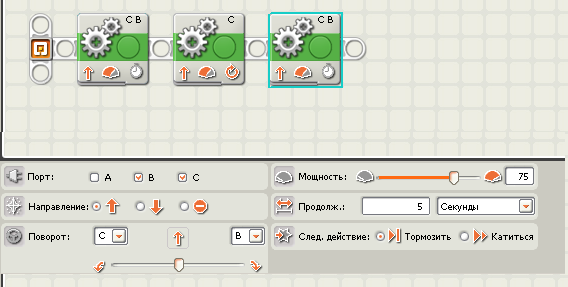 C B
C
C B
Порт: A B C
Мощность: 75
Направление:
Продолж.: 5 Секунды
Поворот: C B
След. действие: Тормозить Катиться